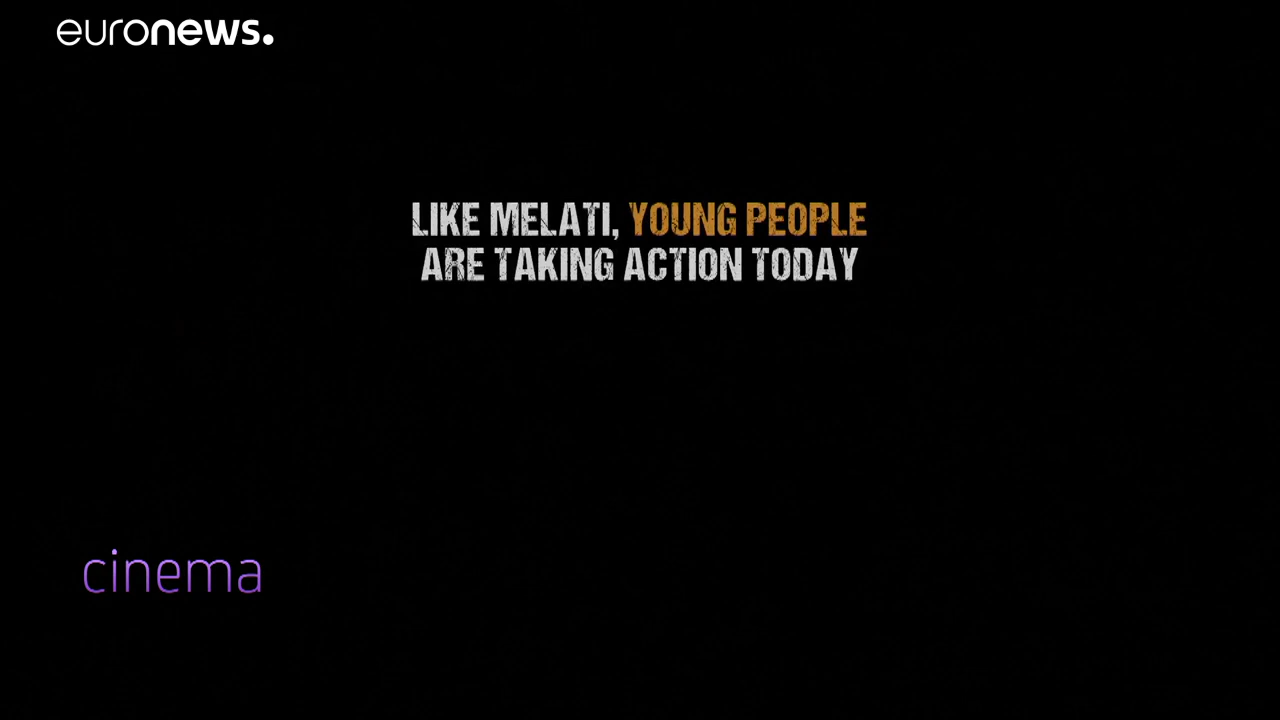 euronews.
LIKE MELATI, YOUNG PEOPLE
ARE TAKING ACTION TODAY
cinema